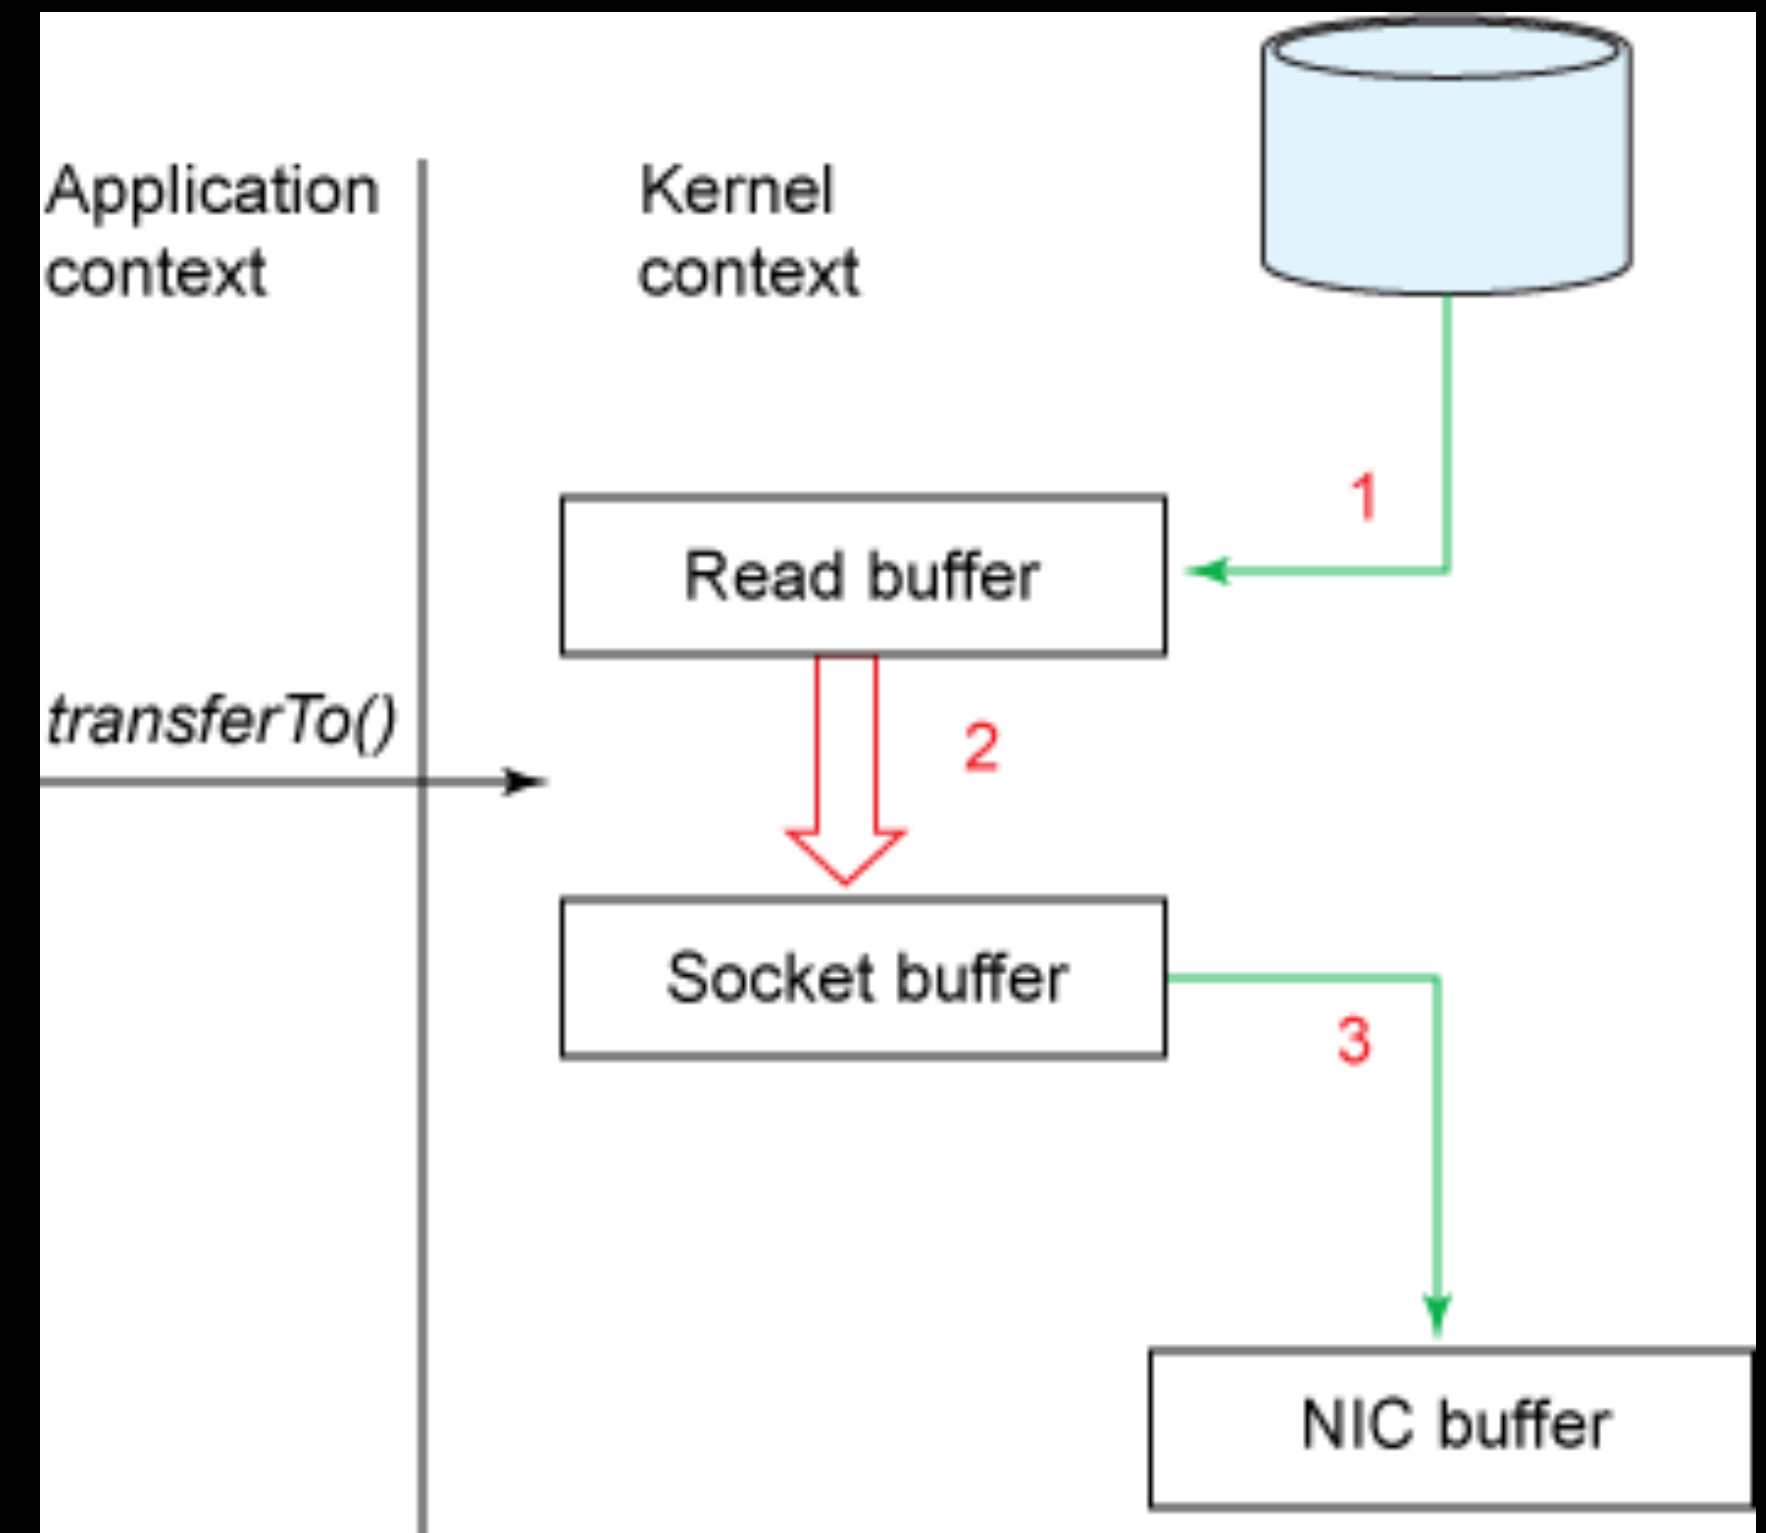 Application
context
Kernel
context
1
Read buffer
transferTo()
2
Socket buffer
3
NIC buffer